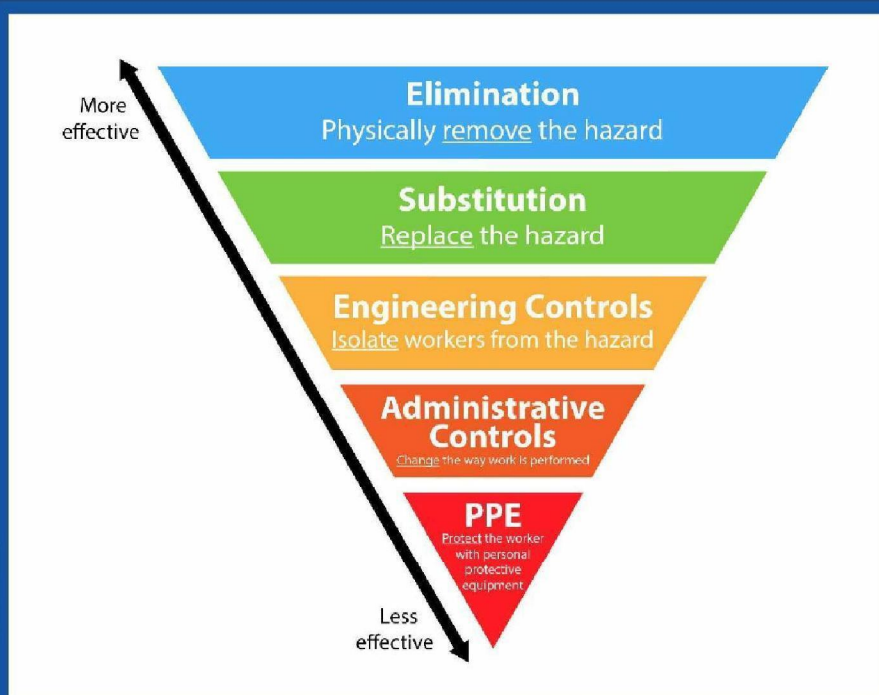 More
effective
Elimination
Physically remove the hazard
Substitution
Replace the hazard
Engineering Controls
Isolate workers from the hazard
Administrative
Controls
Change the way work is performed
PPE
Protect the worker
with personal
protective
equipment
Less
effective